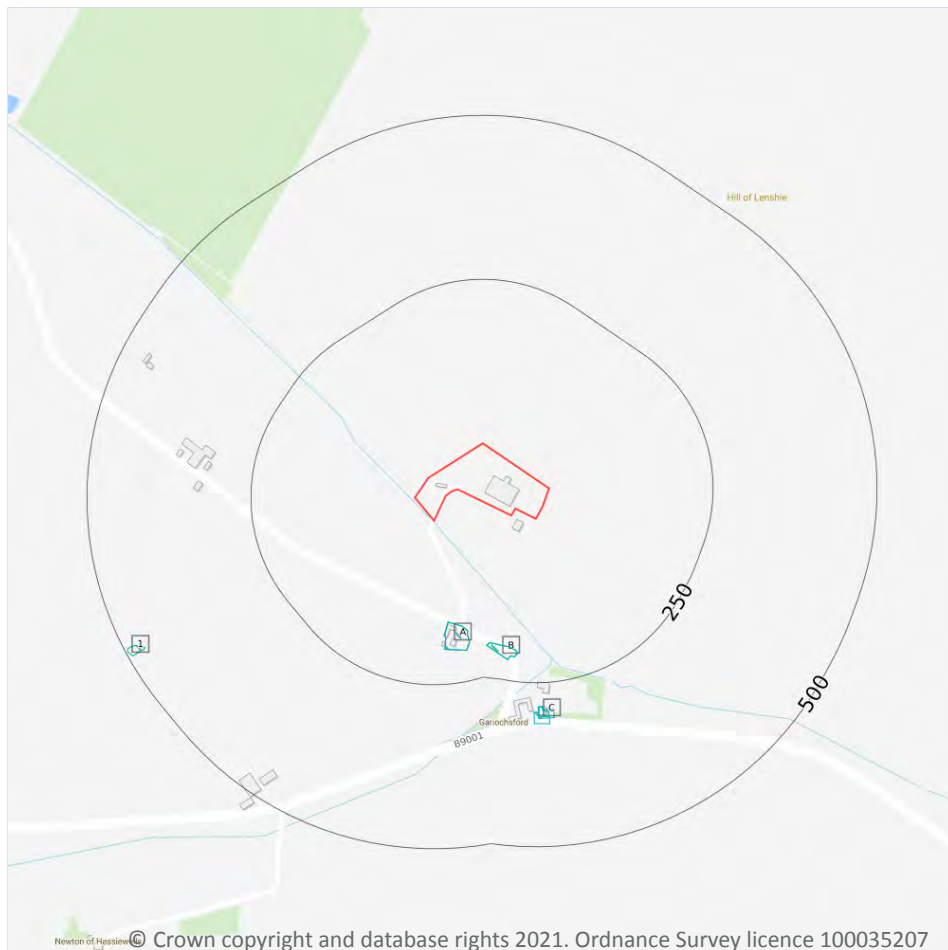 Hill of Lenshie
250
A
1
B
500
C
Gariochsford
B9001
Newton of Hassiewells
© Crown copyright and database rights 2021. Ordnance Survey licence 100035207